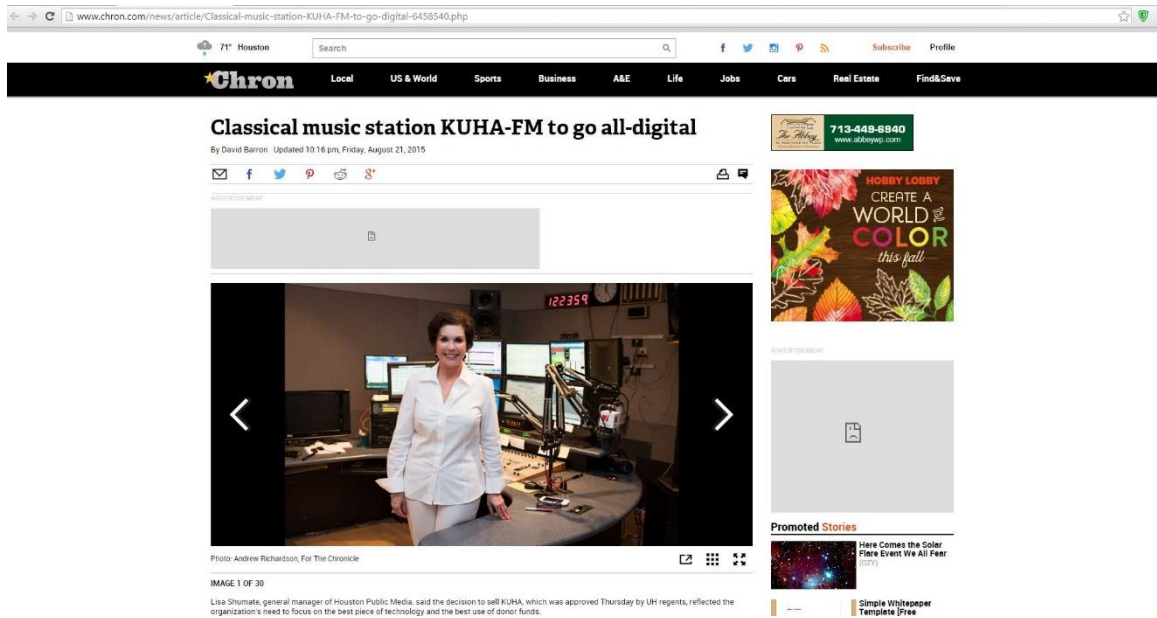 www.chron.com/news/article/Classical-music-station-KUHA-FM-to-go-digital-6458540.php
71° Houston
Search
Subscribe
Profile
Chron
Local
US & World
Sports
Business
A&E
Life
Jobs
Cars
Real Estate
Find&Save
Classical music station KUHA-FM to go all-digital
By David Barron Updated 10:16 pm, Friday, August 21, 2015
ADVERTISEMENT
122359
Photo: Andrew Richardson, For The Chronicle
IMAGE 1 OF 30
Lisa Shumate, general manager of Houston Public Media, said the decision to sell KUHA, which was approved Thursday by UH regents, reflected the
organization's need to focus on the best piece of technology and the best use of donor funds.
The Abbey
713-449-6940
www.abbeywp.com
HOBBY LOBBY
CREATE A
WORLD OF
COLOR
this fall
ADVERTISEMENT
Promoted Stories
Here Comes the Solar
Flare Event We All Fear
(OZY)
Simple Whitepaper
Template [Free